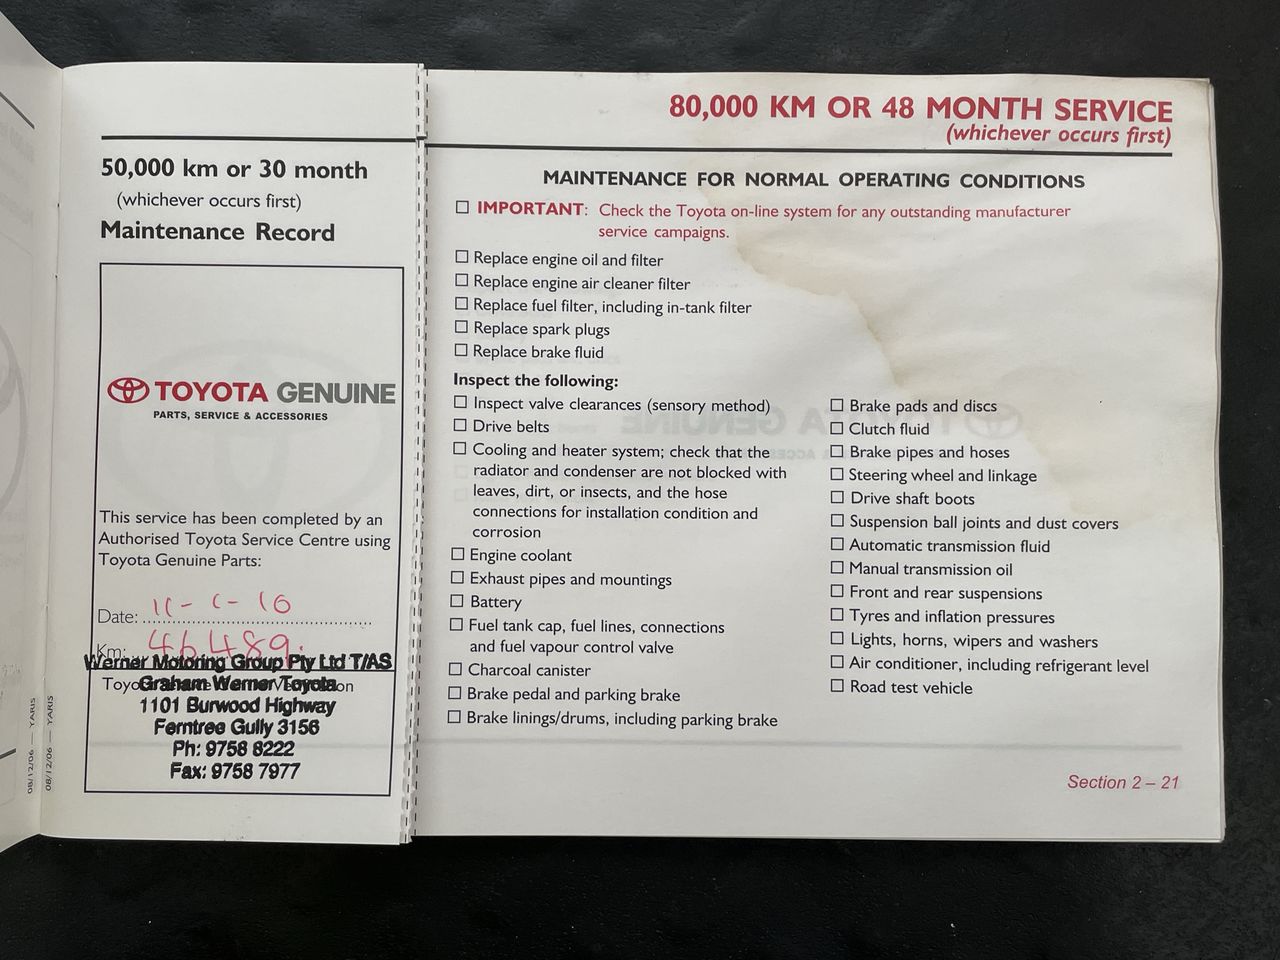 50,000 km or 30 month
(whichever occurs first)
Maintenance Record
TOYOTA GENUINE
PARTS, SERVICE & ACCESSORIES
This service has been completed by an
Authorised Toyota Service Centre using
Toyota Genuine Parts:
Date: 11-6-10
Km: 46489.
Werner Motoring Group Pty Ltd T/AS
Graham Werner Toyota
1101 Burwood Highway
Ferntree Gully 3156
Ph: 9758 8222
Fax: 9758 7977
08/12/06 — YARIS
08/12/06 — YARIS
80,000 KM OR 48 MONTH SERVICE
(whichever occurs first)
MAINTENANCE FOR NORMAL OPERATING CONDITIONS
IMPORTANT: Check the Toyota on-line system for any outstanding manufacturer
service campaigns.
Replace engine oil and filter
Replace engine air cleaner filter
Replace fuel filter, including in-tank filter
Replace spark plugs
Replace brake fluid
Inspect the following:
Inspect valve clearances (sensory method)
Drive belts
Cooling and heater system; check that the
radiator and condenser are not blocked with
leaves, dirt, or insects, and the hose
connections for installation condition and
corrosion
Engine coolant
Exhaust pipes and mountings
Battery
Fuel tank cap, fuel lines, connections
and fuel vapour control valve
Charcoal canister
Brake pedal and parking brake
Brake linings/drums, including parking brake
Brake pads and discs
Clutch fluid
Brake pipes and hoses
Steering wheel and linkage
Drive shaft boots
Suspension ball joints and dust covers
Automatic transmission fluid
Manual transmission oil
Front and rear suspensions
Tyres and inflation pressures
Lights, horns, wipers and washers
Air conditioner, including refrigerant level
Road test vehicle
Section 2 – 21